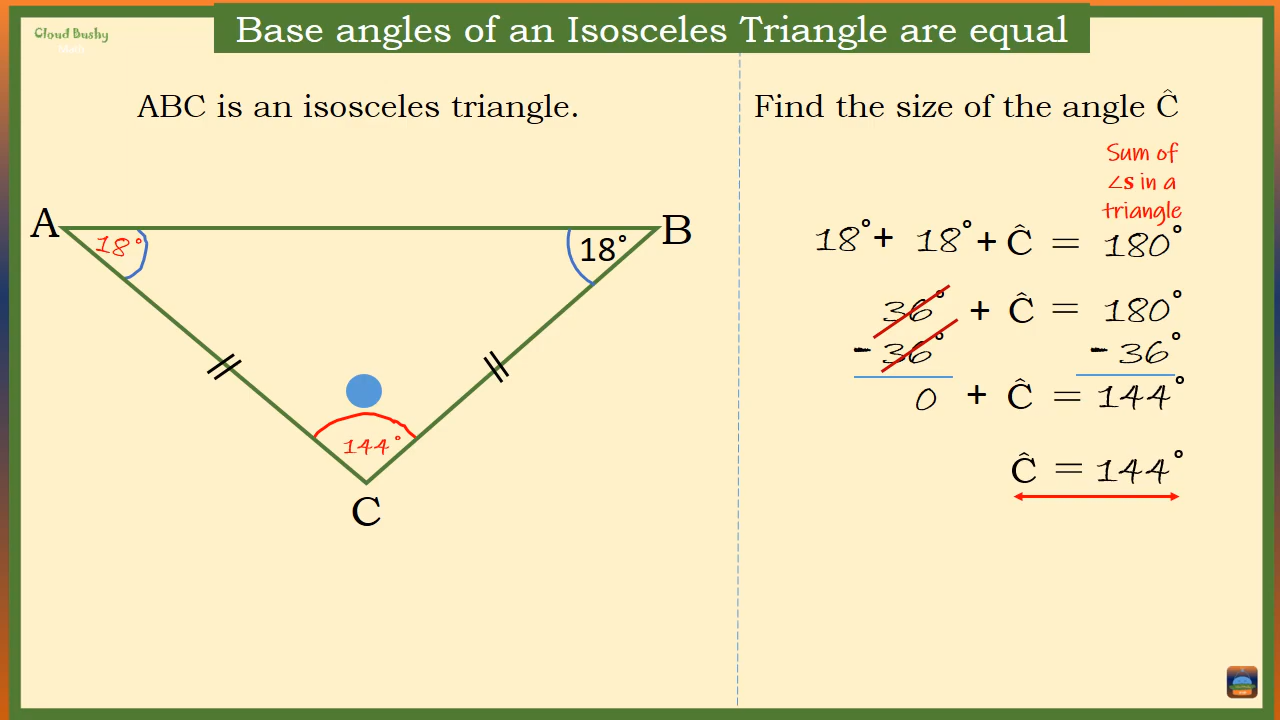 Cloud Bushy
Math
Base angles of an Isosceles Triangle are equal
ABC is an isosceles triangle.
A
B
18°
18°
144°
C
Find the size of the angle Ĉ
Sum of
∠s in a
triangle
18° + 18° + Ĉ = 180°
36° + Ĉ = 180°
- 36° - 36°
0 + Ĉ = 144°
Ĉ = 144°